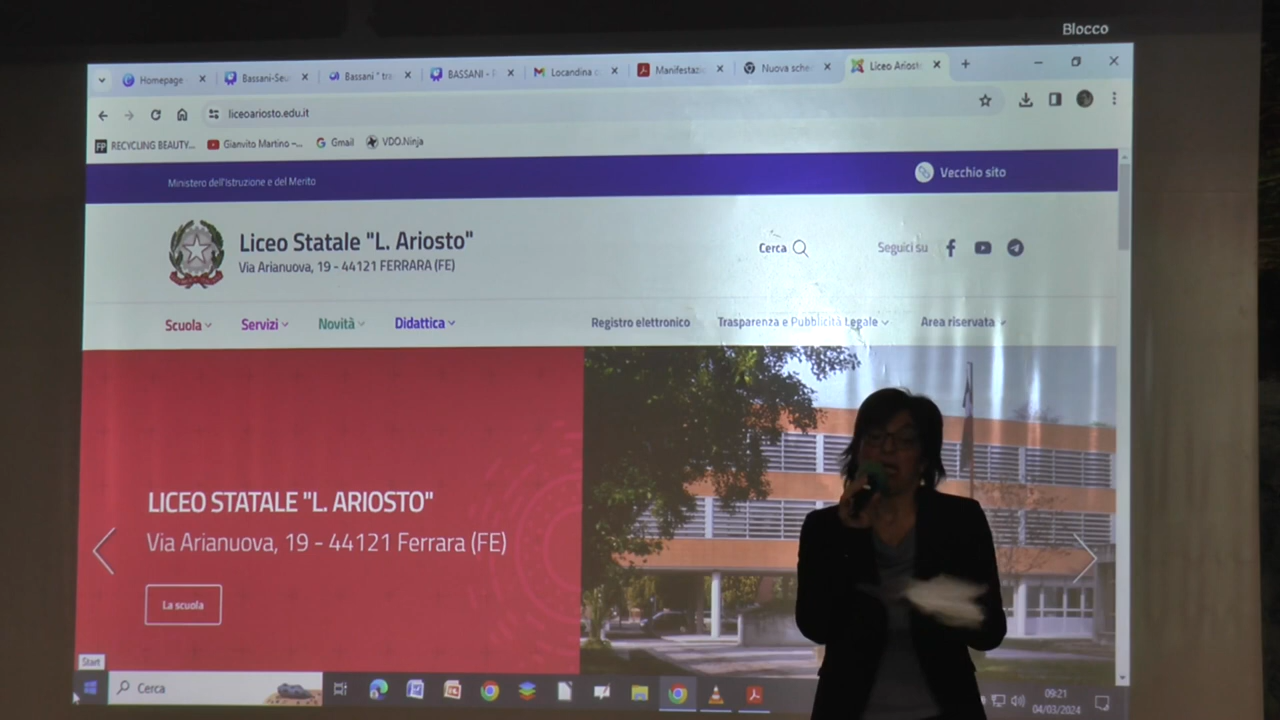 Blocco
Homepage
Bassani-Seu
Bassani " tra
BASSANI -
Locandina
Manifestazi
Nuova sche
Liceo Ariost
liceoariosto.edu.it
RECYCLING BEAUTY...
Gianvito Martino –...
Gmail
VDO.Ninja
Ministero dell'Istruzione e del Merito
Vecchio sito
Liceo Statale "L. Ariosto"
Via Arianuova, 19 - 44121 FERRARA (FE)
Cerca
Seguici su
Scuola
Servizi
Novità
Didattica
Registro elettronico
Trasparenza e Pubblicità Legale
Area riservata
LICEO STATALE "L. ARIOSTO"
Via Arianuova, 19 - 44121 Ferrara (FE)
La scuola
Start
Cerca
09:21
04/03/2024